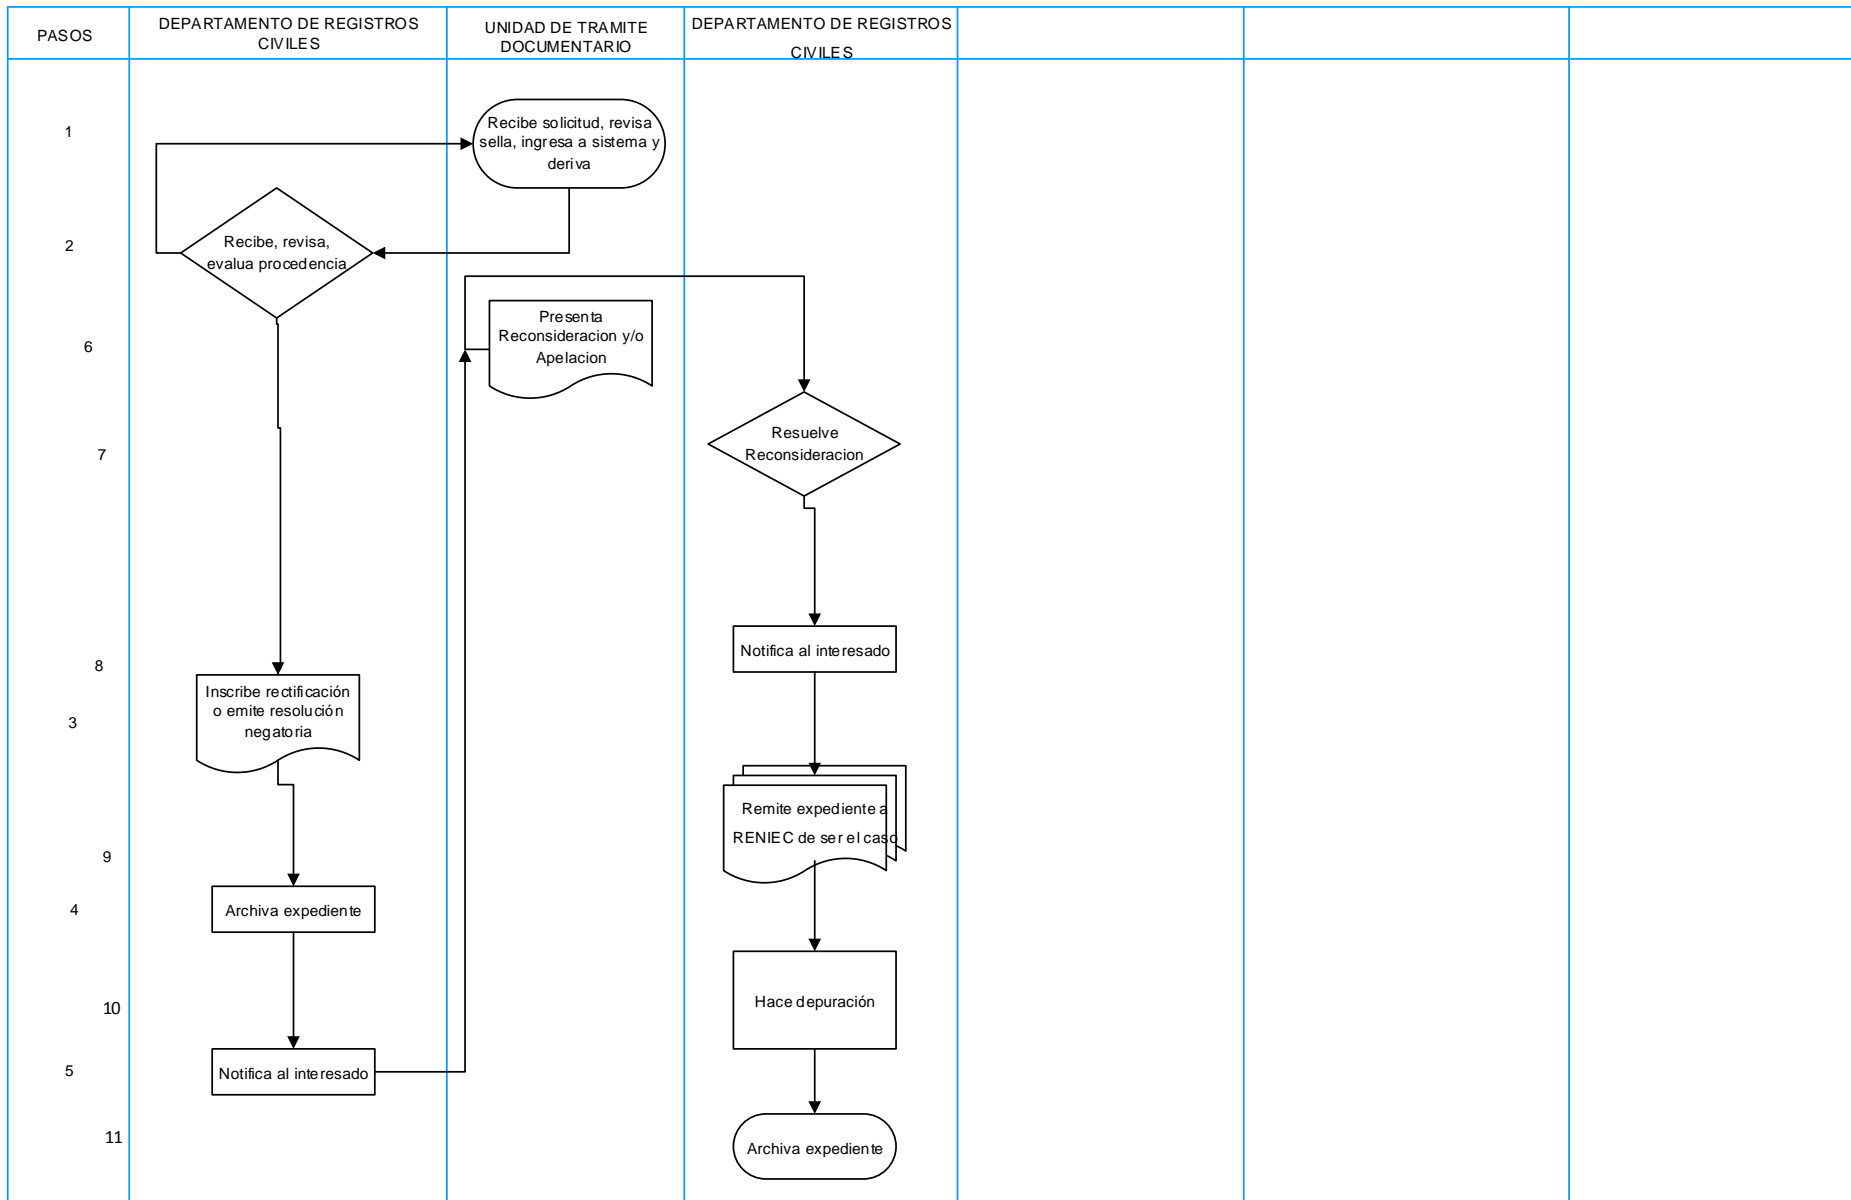 PASOS
DEPARTAMENTO DE REGISTROS
CIVILES
UNIDAD DE TRAMITE
DOCUMENTARIO
DEPARTAMENTO DE REGISTROS
CIVILES
1
Recibe solicitud, revisa
sella, ingresa a sistema y
deriva
2
Recibe, revisa,
evalua procedencia
6
Presenta
Reconsideracion y/o
Apelacion
7
Resuelve
Reconsideracion
8
Notifica al interesado
3
Inscribe rectificación
o emite resolución
negatoria
9
Remite expediente a
RENIEC de ser el caso
4
Archiva expediente
10
Hace depuración
5
Notifica al interesado
11
Archiva expediente